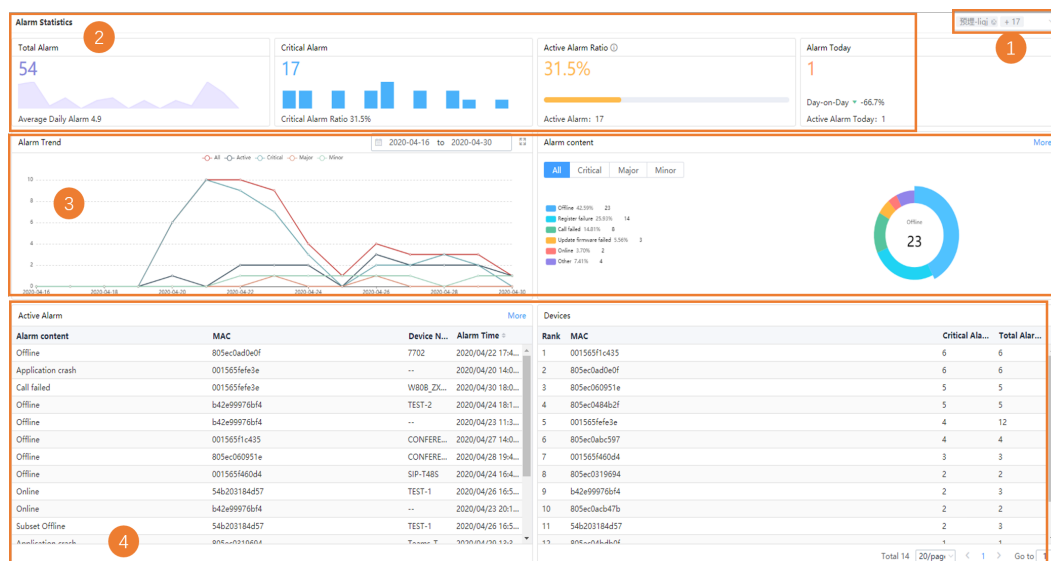 Alarm Statistics
预理-liqj + 17
1
2
Total Alarm
54
Average Daily Alarm 4.9
Critical Alarm
17
Critical Alarm Ratio 31.5%
Active Alarm Ratio
31.5%
Active Alarm: 17
Alarm Today
1
Day-on-Day -66.7%
Active Alarm Today: 1
Alarm Trend
2020-04-16 to 2020-04-30
All Active Critical Major Minor
10
8
6
4
2
0
2020-04-16 2020-04-18 2020-04-20 2020-04-22 2020-04-24 2020-04-26 2020-04-28 2020-04-30
3
Alarm content More
All Critical Major Minor
Offline 42.59% 23
Register failure 25.93% 14
Call failed 14.81% 8
Update firmware failed 5.56% 3
Online 3.70% 2
Other 7.41% 4
Offline
23
Active Alarm More
Alarm content MAC Device N... Alarm Time
Offline 805ec0ad0e0f 7702 2020/04/22 17:4...
Application crash 001565fefe3e -- 2020/04/20 14:0...
Call failed 001565fefe3e W80B_ZX... 2020/04/30 18:0...
Offline b42e99976bf4 TEST-2 2020/04/24 18:1...
Offline b42e99976bf4 -- 2020/04/23 11:3...
Offline 001565f1c435 CONFERE... 2020/04/27 14:0...
Offline 805ec060951e CONFERE... 2020/04/28 19:4...
Offline 001565f460d4 SIP-T48S 2020/04/24 16:4...
Online 54b203184d57 TEST-1 2020/04/26 16:5...
Online b42e99976bf4 -- 2020/04/23 20:1...
Subset Offline 54b203184d57 TEST-1 2020/04/26 16:5...
Application crash 805ec0319694
4
Devices
Rank MAC Critical Ala... Total Alar...
1 001565f1c435 6 6
2 805ec0ad0e0f 6 6
3 805ec060951e 5 5
4 805ec0484b2f 5 5
5 001565fefe3e 4 12
6 805ec0abc597 4 4
7 001565f460d4 3 3
8 805ec0319694 2 2
9 b42e99976bf4 2 3
10 805ec0acb47b 2 2
11 54b203184d57 2 3
12
Total 14 20/page 1 Go to 1